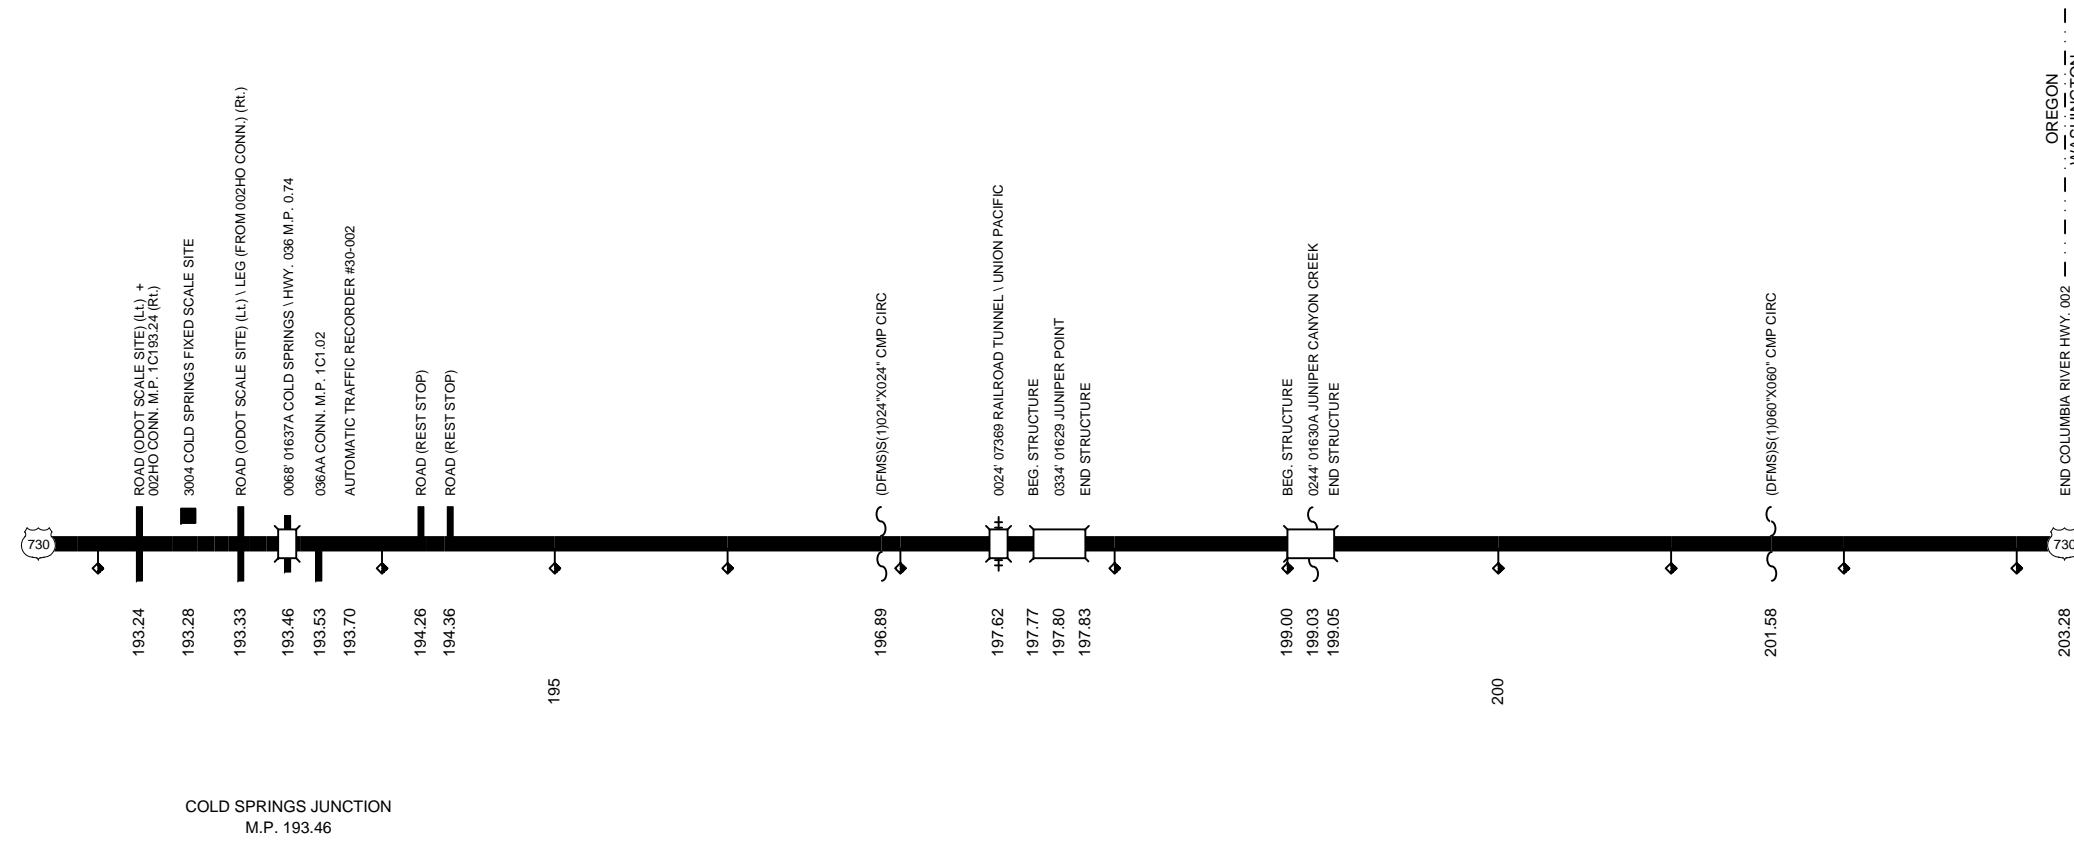 OREGON
WASHINGTON
ROAD (ODOT SCALE SITE) (Lt.) +
002HO CONN. M.P. 1C193.24 (Rt.)
3004 COLD SPRINGS FIXED SCALE SITE
ROAD (ODOT SCALE SITE) (Lt.) \ LEG (FROM 002HO CONN.) (Rt.)
0068' 01637A COLD SPRINGS \ HWY. 036 M.P. 0.74
036AA CONN. M.P. 1C1.02
AUTOMATIC TRAFFIC RECORDER #30-002
ROAD (REST STOP)
ROAD (REST STOP)
(DFMS)S(1)024"X024" CMP CIRC
0024' 07369 RAILROAD TUNNEL \ UNION PACIFIC
BEG. STRUCTURE
0334' 01629 JUNIPER POINT
END STRUCTURE
BEG. STRUCTURE
0244' 01630A JUNIPER CANYON CREEK
END STRUCTURE
(DFMS)S(1)060"X060" CMP CIRC
END COLUMBIA RIVER HWY. 002
730
730
193.24
193.28
193.33
193.46
193.53
193.70
194.26
194.36
196.89
197.62
197.77
197.80
197.83
199.00
199.03
199.05
201.58
203.28
195
200
COLD SPRINGS JUNCTION
M.P. 193.46